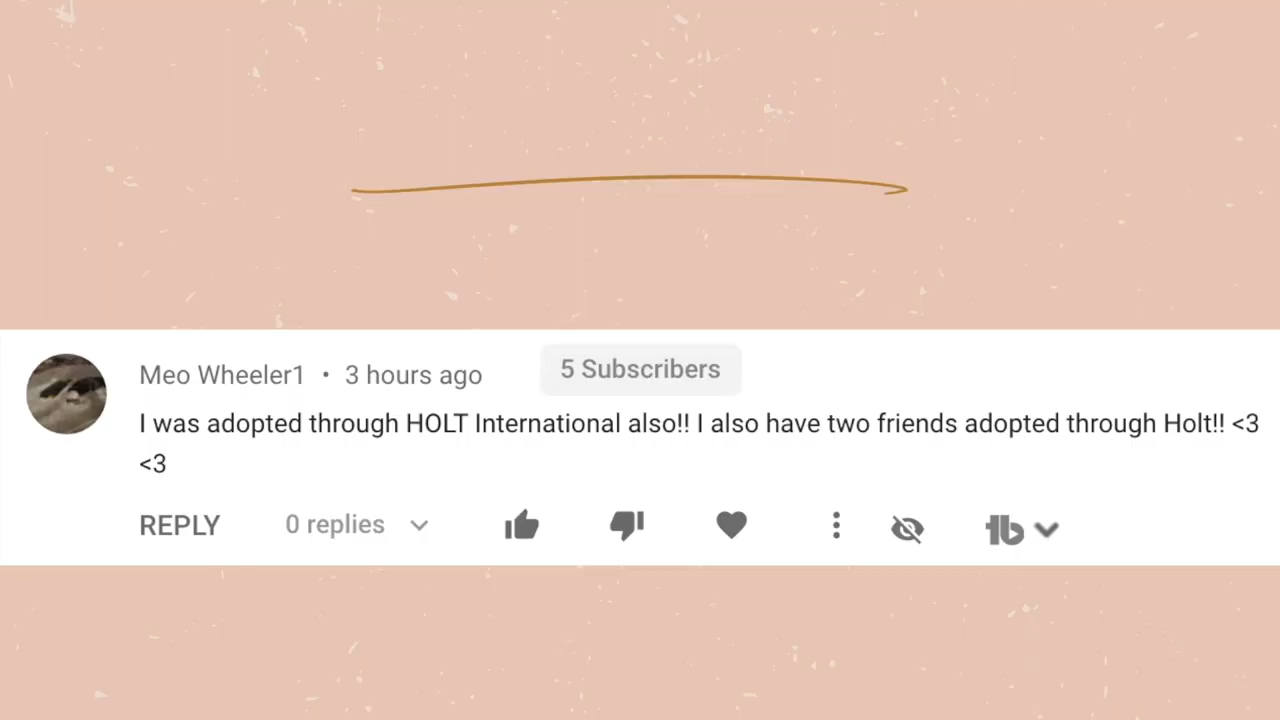 Meo Wheeler1 • 3 hours ago
5 Subscribers
I was adopted through HOLT International also!! I also have two friends adopted through Holt!! <3
<3
REPLY
0 replies
tb